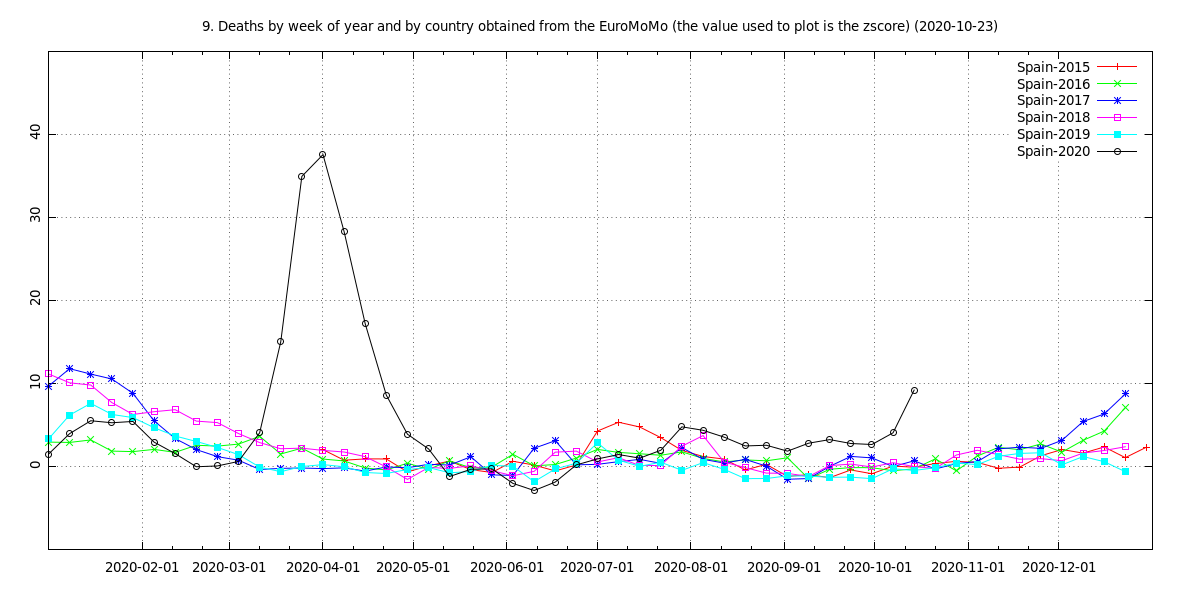 9. Deaths by week of year and by country obtained from the EuroMoMo (the value used to plot is the zscore) (2020-10-23)
Spain-2015
Spain-2016
Spain-2017
Spain-2018
Spain-2019
Spain-2020
40
30
20
10
0
2020-02-01 2020-03-01 2020-04-01 2020-05-01 2020-06-01 2020-07-01 2020-08-01 2020-09-01 2020-10-01 2020-11-01 2020-12-01